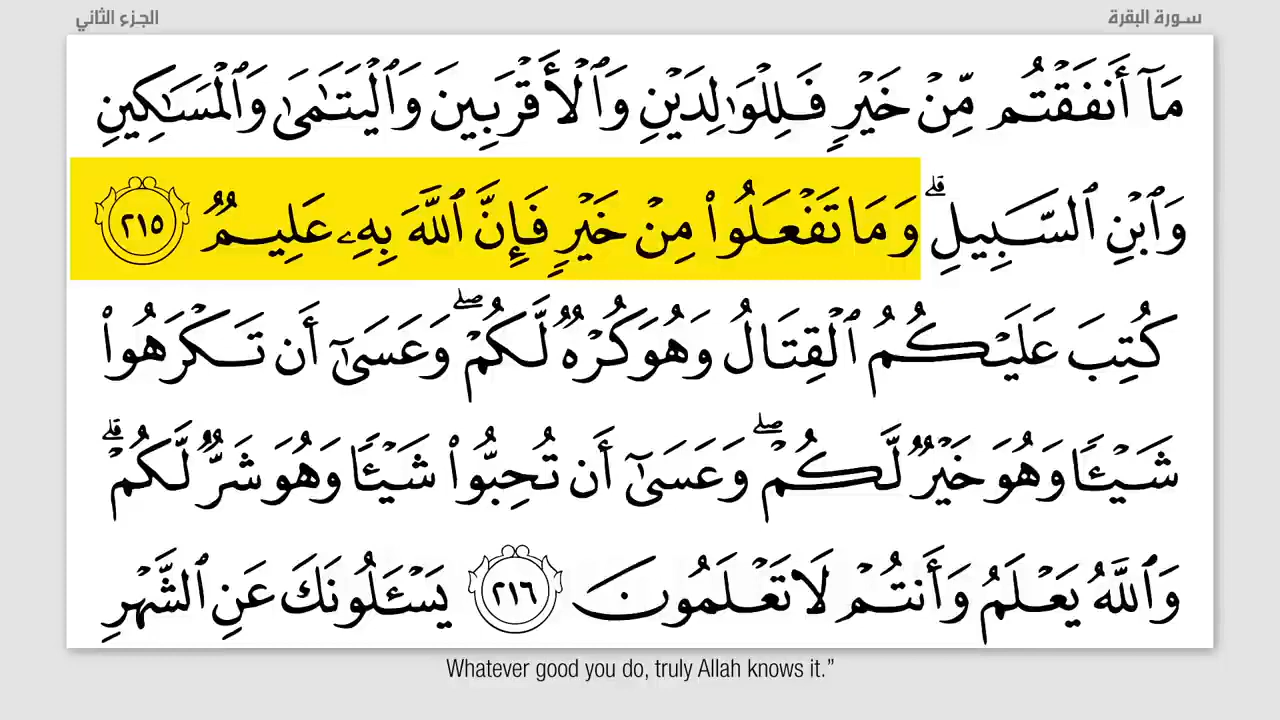 سورة البقرة
الجزء الثاني
مَآ أَنفَقْتُم مِّنْ خَيْرٍ فَلِلْوَٰلِدَيْنِ وَٱلْأَقْرَبِينَ وَٱلْيَتَٰمَىٰ وَٱلْمَسَٰكِينِ
وَٱبْنِ ٱلسَّبِيلِ ۗ وَمَا تَفْعَلُوا۟ مِنْ خَيْرٍ فَإِنَّ ٱللَّهَ بِهِۦ عَلِيمٌ ٢١٥
كُتِبَ عَلَيْكُمُ ٱلْقِتَالُ وَهُوَ كُرْهٌ لَّكُمْ ۖ وَعَسَىٰٓ أَن تَكْرَهُوا۟
شَيْـًٔا وَهُوَ خَيْرٌ لَّكُمْ ۖ وَعَسَىٰٓ أَن تُحِبُّوا۟ شَيْـًٔا وَهُوَ شَرٌّ لَّكُمْ ۗ
وَٱللَّهُ يَعْلَمُ وَأَنتُمْ لَا تَعْلَمُونَ ٢١٦ يَسْـَٔلُونَكَ عَنِ ٱلشَّهْرِ
Whatever good you do, truly Allah knows it.”